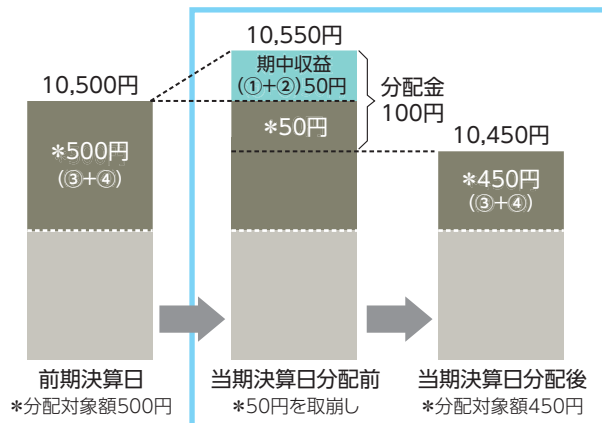 10,500円
*500円
(③+④)
前期決算日
*分配対象額500円
10,550円
期中収益
(①+②)50円
*50円
分配金
100円
当期決算日分配前
*50円を取崩し
10,450円
*450円
(③+④)
当期決算日分配後
*分配対象額450円